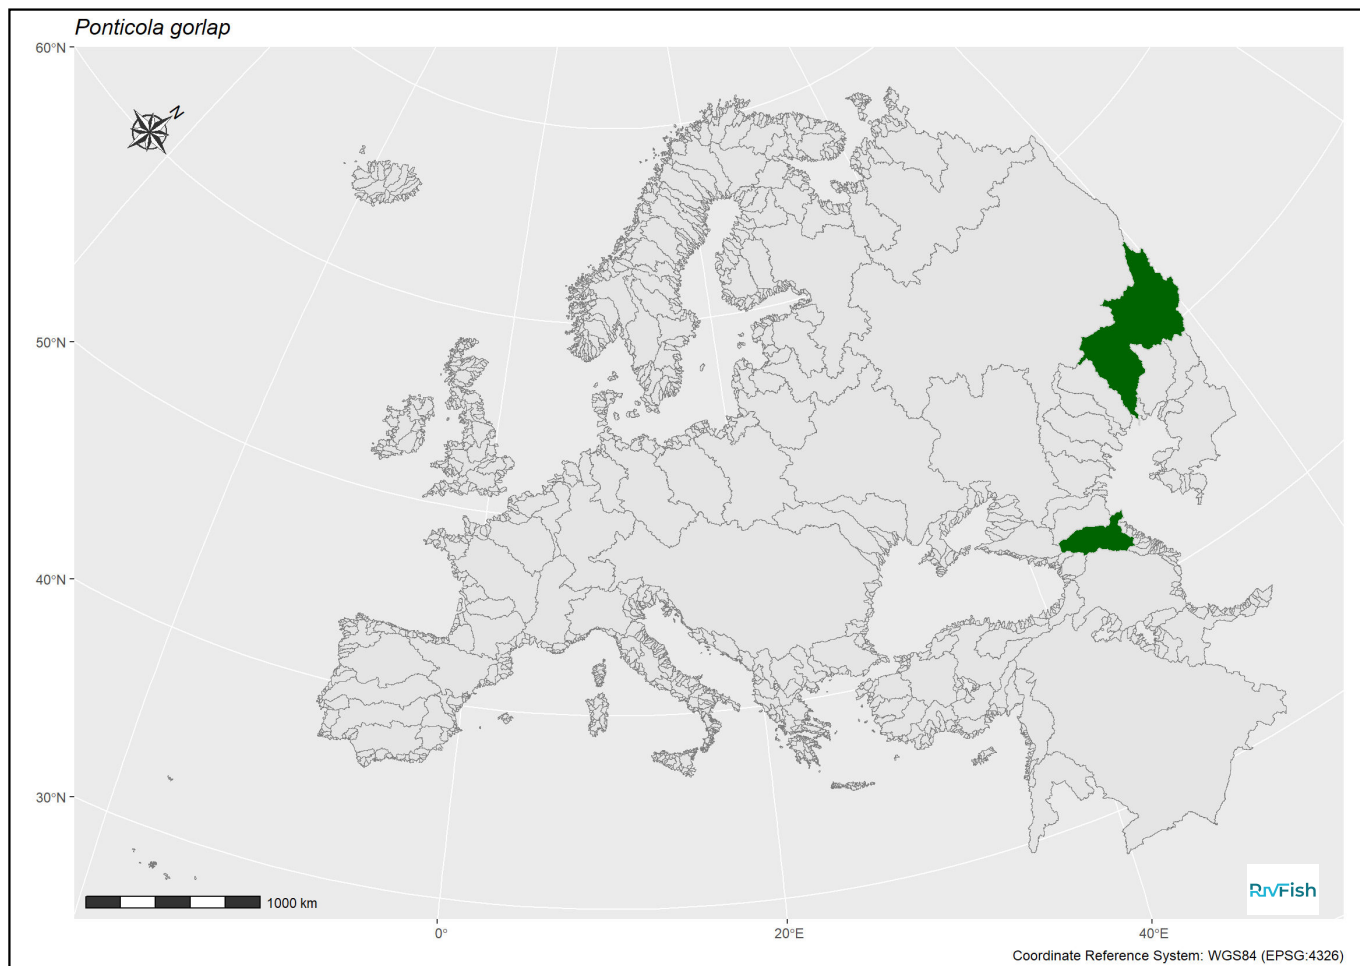 Ponticola gorlap
60°N
N
50°N
40°N
30°N
1000 km
RIVFish
0°
20°E
40°E
Coordinate Reference System: WGS84 (EPSG:4326)